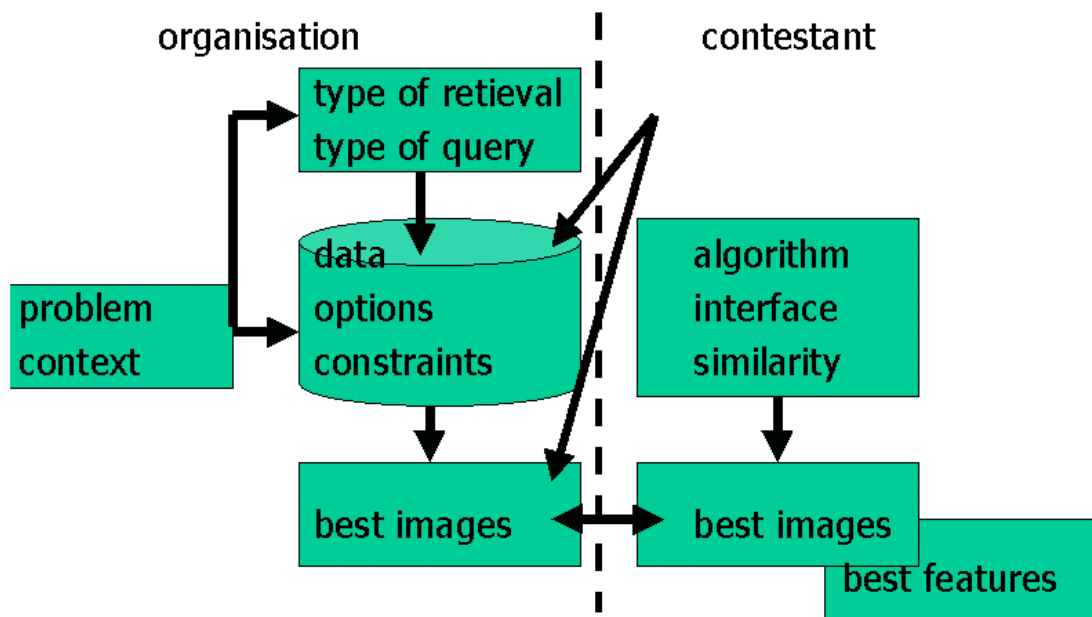 organisation
contestant
type of retieval
type of query
data
options
constraints
problem
context
algorithm
interface
similarity
best images
best images
best features